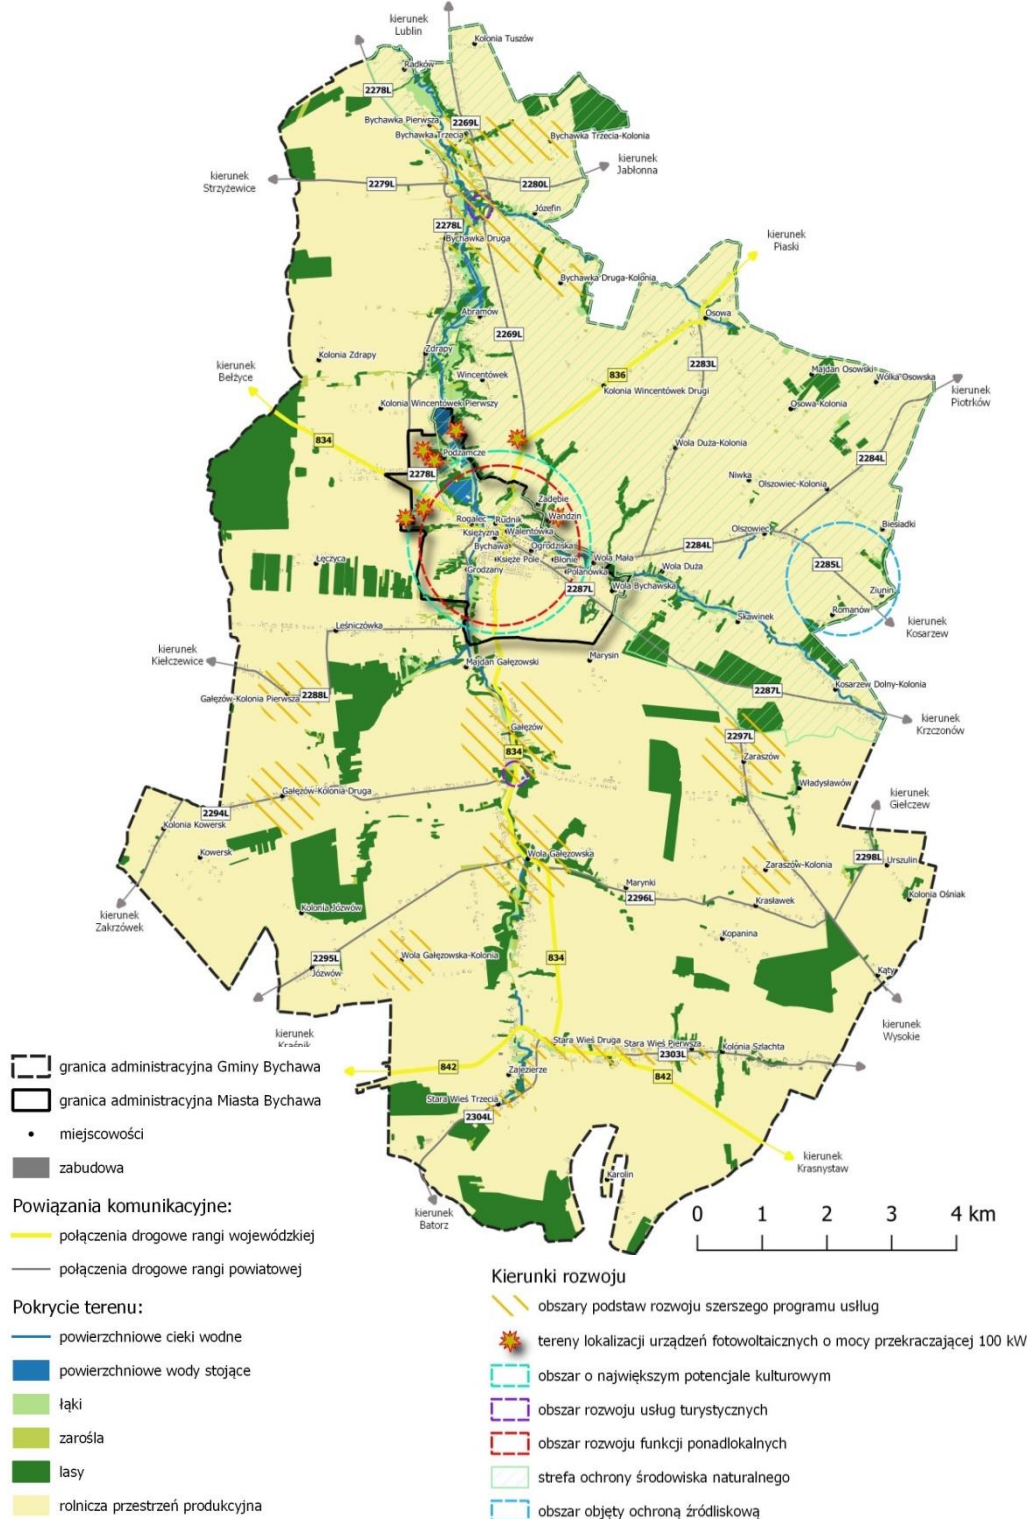 kierunek
Lublin
Kolonia Tuszów
Radków
2278L
Bychawka Pierwsza
2269L
Bychawka Trzecia
Bychawka Trzecia-Kolonia
kierunek
Jabłonna
kierunek
Strzyżewice
2279L
2280L
Józefin
2278L
Bychawka Druga
kierunek
Piaski
Bychawka Druga-Kolonia
Abramów
Osowa
2269L
Zdrapy
Kolonia Zdrapy
2283L
kierunek
Bełżyce
Wincentówek
836
Majdan Osowski
Wólka Osowska
Kolonia Wincentówek Drugi
kierunek
Piotrków
Kolonia Wincentówek Pierwszy
Osowa-Kolonia
834
Podzamcze
Wola Duża-Kolonia
2284L
2278L
Niwka
Olszowiec-Kolonia
Zadębie
Rogalec
Rudnik
Wandzin
Olszowiec
Biesiadki
Księżyzna
Walentówka
Bychawa
Ogrodziska
2284L
Łęczyca
Księże Pole
Błonie
Wola Mała
2285L
Grodzany
Polanówka
Wola Duża
2287L
Wola Bychawska
Ziunin
Romanów
Skawinek
kierunek
Kosarzew
Leśniczówka
kierunek
Kiełczewice
Majdan Gałęzowski
Marysin
2288L
Gałęzów-Kolonia Pierwsza
2287L
Kosarzew Dolny-Kolonia
kierunek
Krzczonów
Gałęzów
2297L
834
Zaraszów
Władysławów
Gałęzów-Kolonia-Druga
kierunek
Giełczew
2294L
Kolonia Kowersk
Kowersk
Wola Gałęzowska
Zaraszów-Kolonia
2298L
Urszulin
Marynki
2296L
Krasławek
Kolonia Ośniak
kierunek
Zakrzówek
Kolonia Józwów
Kopanina
2295L
Wola Gałęzowska-Kolonia
834
Józwów
Kąty
kierunek
Kraśnik
kierunek
Wysokie
Stara Wieś Druga
Stara Wieś Pierwsza
2303L
Kolonia Szlachta
842
Zajezierze
842
Stara Wieś Trzecia
2304L
kierunek
Krasnystaw
Karolin
kierunek
Batorz
0 1 2 3 4 km
granica administracyjna Gminy Bychawa
granica administracyjna Miasta Bychawa
miejscowości
zabudowa
Powiązania komunikacyjne:
połączenia drogowe rangi wojewódzkiej
połączenia drogowe rangi powiatowej
Pokrycie terenu:
powierzchniowe cieki wodne
powierzchniowe wody stojące
łąki
zarośla
lasy
rolnicza przestrzeń produkcyjna
Kierunki rozwoju
obszary podstaw rozwoju szerszego programu usłlug
tereny lokalizacji urządzeń fotowoltaicznych o mocy przekraczającej 100 kW
obszar o największym potencjale kulturowym
obszar rozwoju usług turystycznych
obszar rozwoju funkcji ponadlokalnych
strefa ochrony środowiska naturalnego
obszar objęty ochroną źródliskową